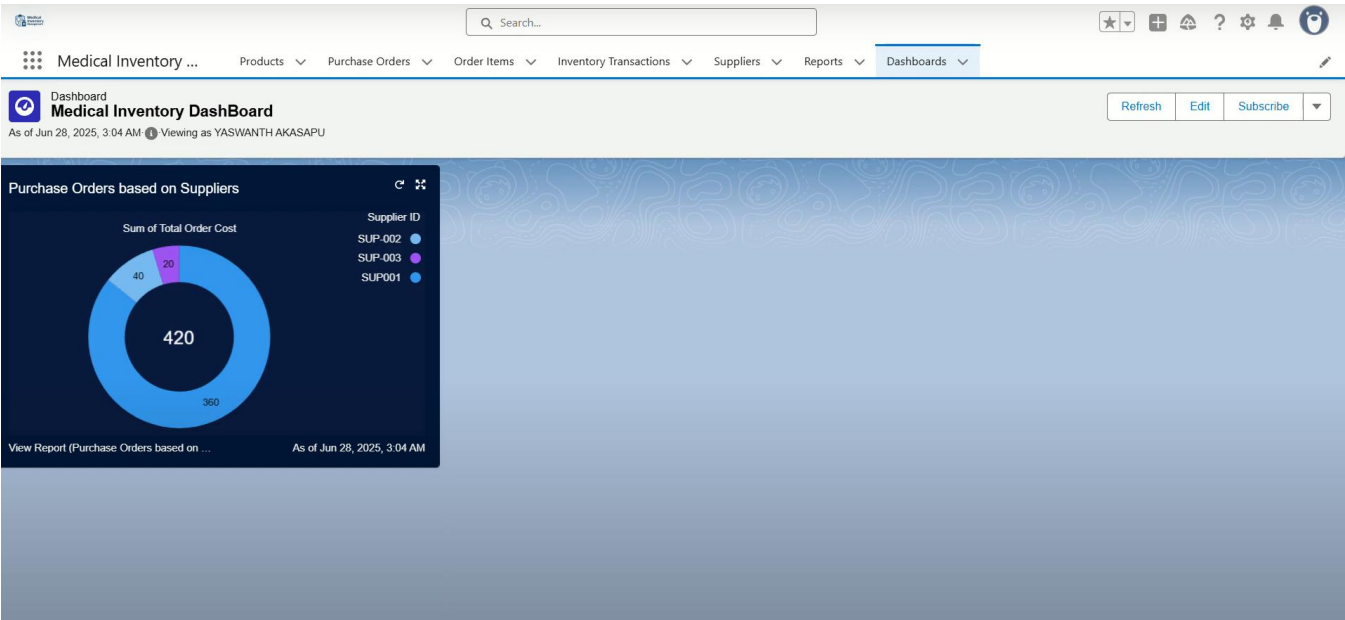 Medical
Inventory
Management
Search...
Medical Inventory ... Products Purchase Orders Order Items Inventory Transactions Suppliers Reports Dashboards
Dashboard
Medical Inventory DashBoard
As of Jun 28, 2025, 3:04 AM·Viewing as YASWANTH AKASAPU
Refresh Edit Subscribe
Purchase Orders based on Suppliers
Sum of Total Order Cost
Supplier ID
SUP-002
SUP-003
SUP001
20
40
420
360
View Report (Purchase Orders based on ... As of Jun 28, 2025, 3:04 AM